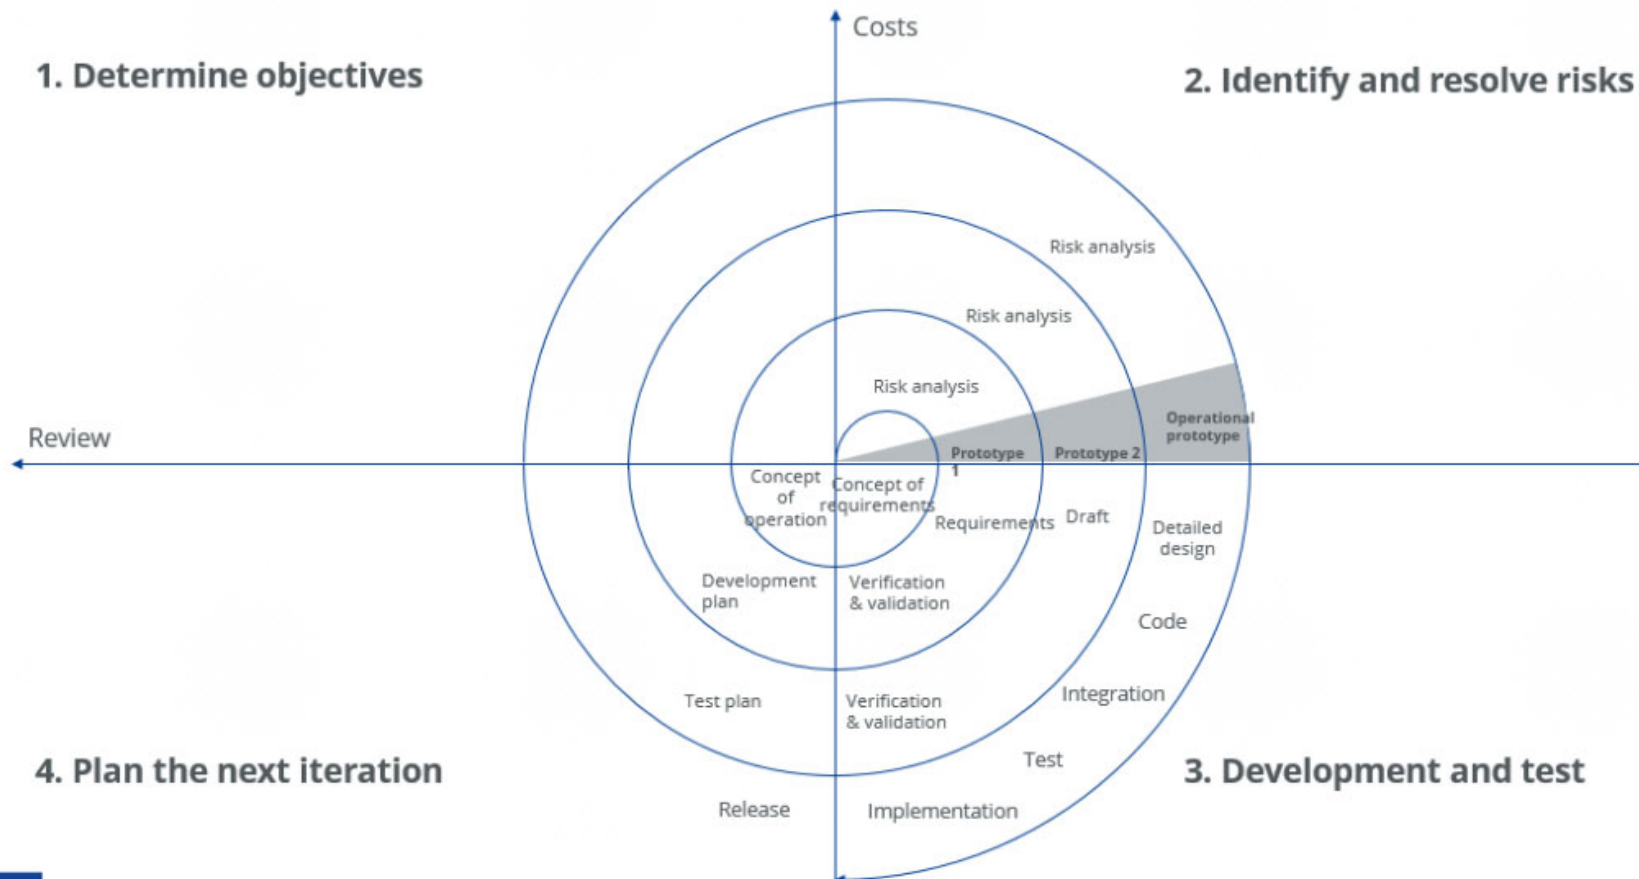 Costs
1. Determine objectives
2. Identify and resolve risks
Risk analysis
Risk analysis
Risk analysis
Operational
prototype
Review
Prototype
1
Prototype 2
Concept
of
operation
Concept of
requirements
Requirements
Draft
Detailed
design
Development
plan
Verification
& validation
Code
Test plan
Verification
& validation
Integration
Test
4. Plan the next iteration
3. Development and test
Release
Implementation